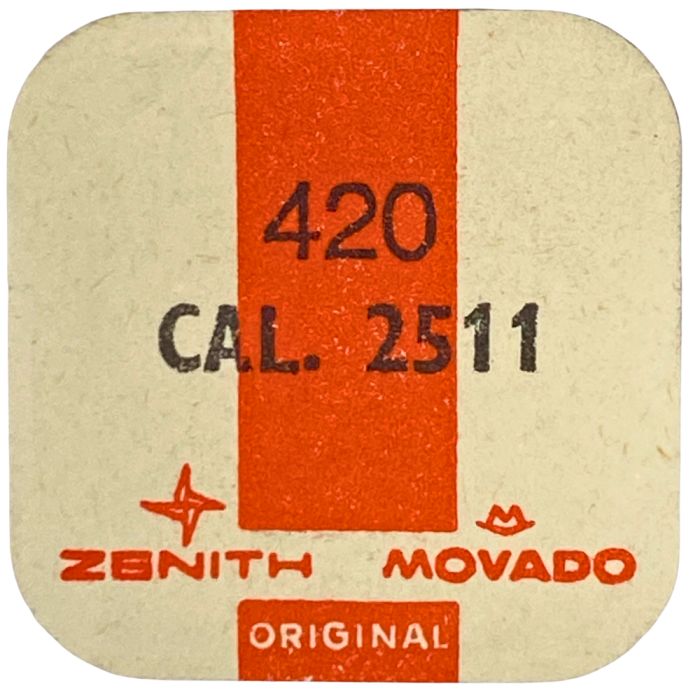 420
CAL. 2511
ZENITH MOVADO
ORIGINAL